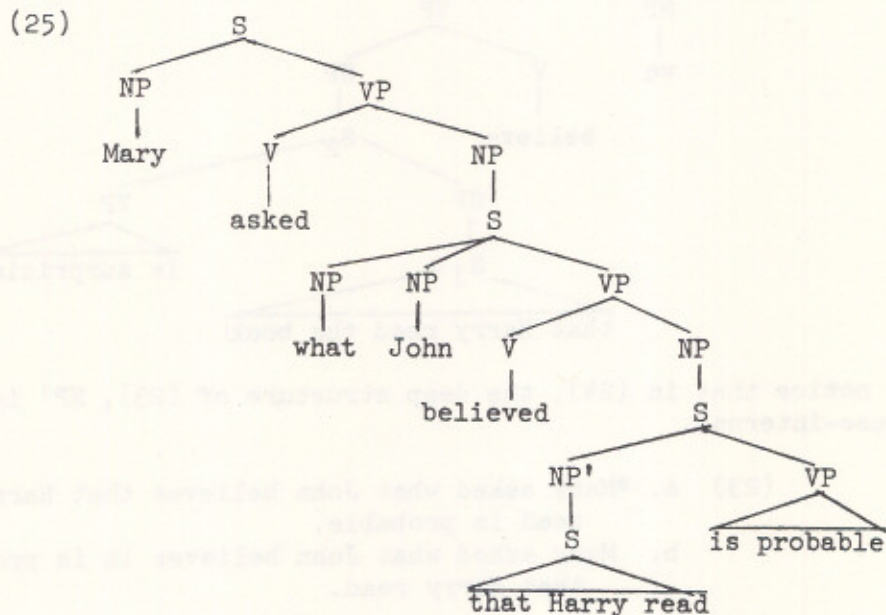 (25)
S
NP VP
Mary V NP
asked S
NP NP VP
what John V NP
believed S
NP' VP
S is probable
that Harry read